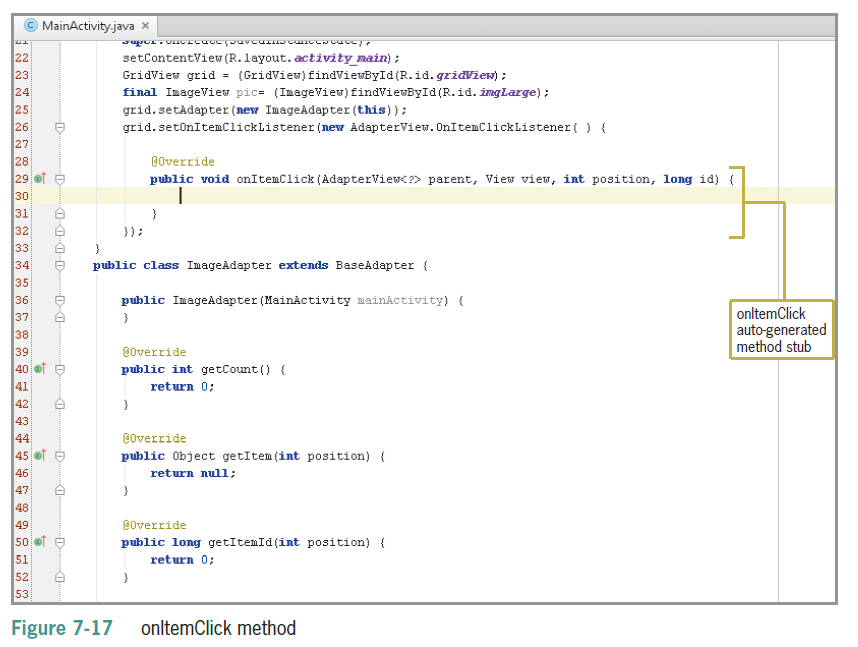 MainActivity.java ×
21 super.onCreate(savedInstanceState);
22 setContentView(R.layout.activity_main);
23 GridView grid = (GridView)findViewById(R.id.gridView);
24 final ImageView pic= (ImageView)findViewById(R.id.imgLarge);
25 grid.setAdapter(new ImageAdapter(this));
26 grid.setOnItemClickListener(new AdapterView.OnItemClickListener( ) {
27
28 @Override
29 public void onItemClick(AdapterView<?> parent, View view, int position, long id) {
30
31 }
32 });
33 }
34 public class ImageAdapter extends BaseAdapter {
35
36 public ImageAdapter(MainActivity mainActivity) {
37 }
38
39 @Override
40 public int getCount() {
41 return 0;
42 }
43
44 @Override
45 public Object getItem(int position) {
46 return null;
47 }
48
49 @Override
50 public long getItemId(int position) {
51 return 0;
52 }
53
onItemClick
auto-generated
method stub
Figure 7-17 onItemClick method